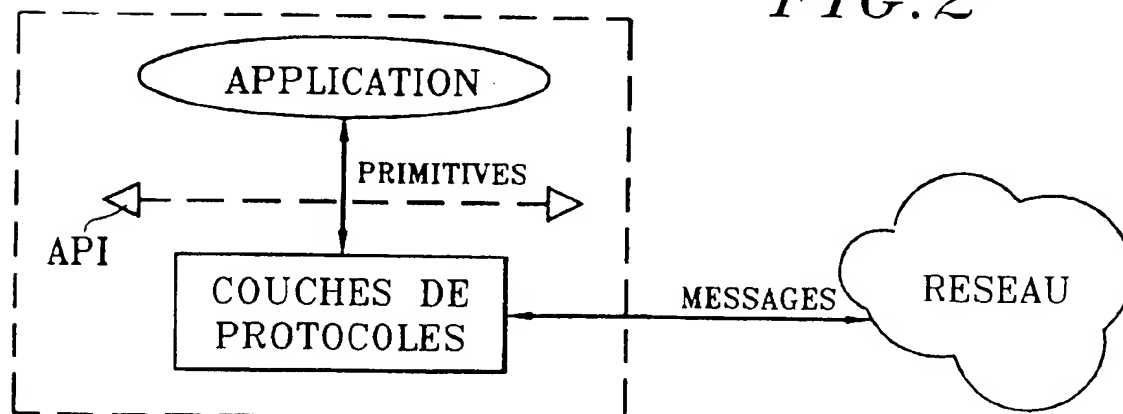 FIG.2
APPLICATION
PRIMITIVES
API
COUCHES DE
PROTOCOLES
MESSAGES
RESEAU